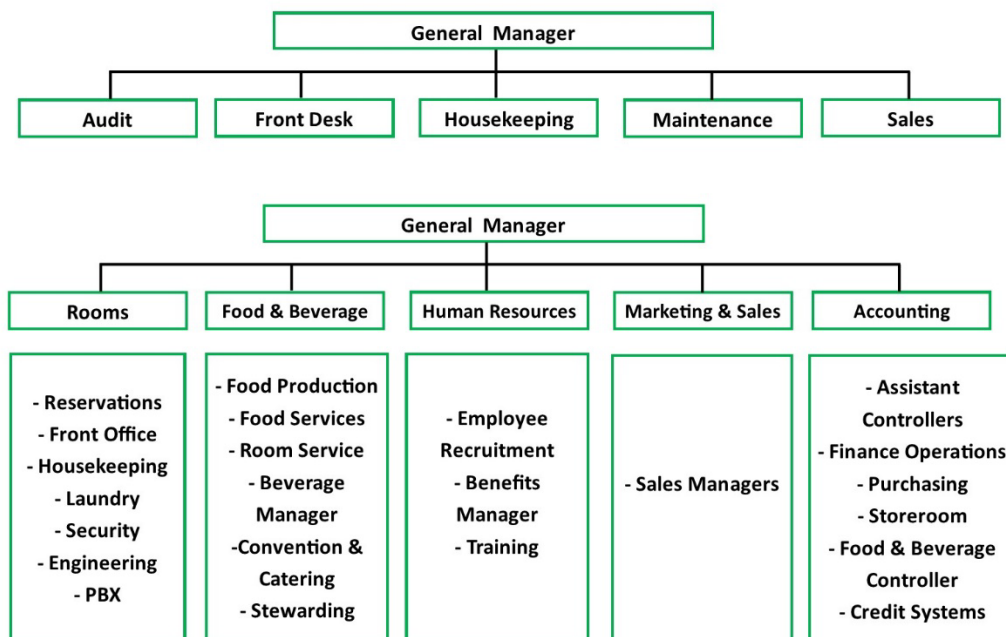 General Manager
Audit
Front Desk
Housekeeping
Maintenance
Sales
General Manager
Rooms
Food & Beverage
Human Resources
Marketing & Sales
Accounting
- Reservations
- Front Office
- Housekeeping
- Laundry
- Security
- Engineering
- PBX
- Food Production
- Food Services
- Room Service
- Beverage
Manager
-Convention &
Catering
- Stewarding
- Employee
Recruitment
- Benefits
Manager
- Training
- Sales Managers
- Assistant
Controllers
- Finance Operations
- Purchasing
- Storeroom
- Food & Beverage
Controller
- Credit Systems